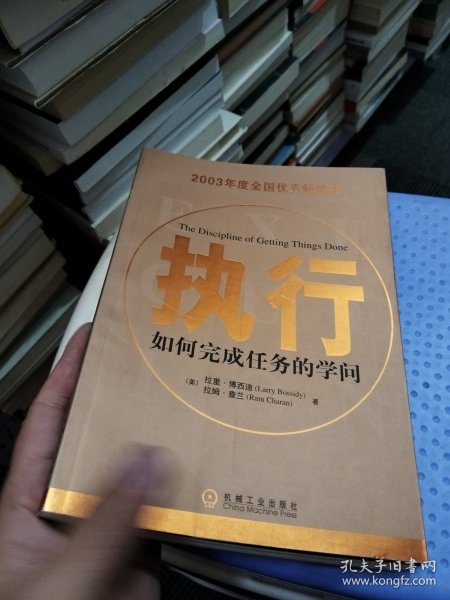 2003年度全国优秀畅销书
The Discipline of Getting Things Done
执行
如何完成任务的学问
(美) 拉里·博西迪 (Larry Bossidy)
拉姆·查兰 (Ram Charan) 著
机械工业出版社
China Machine Press
孔夫子旧书网
www.kongfz.com